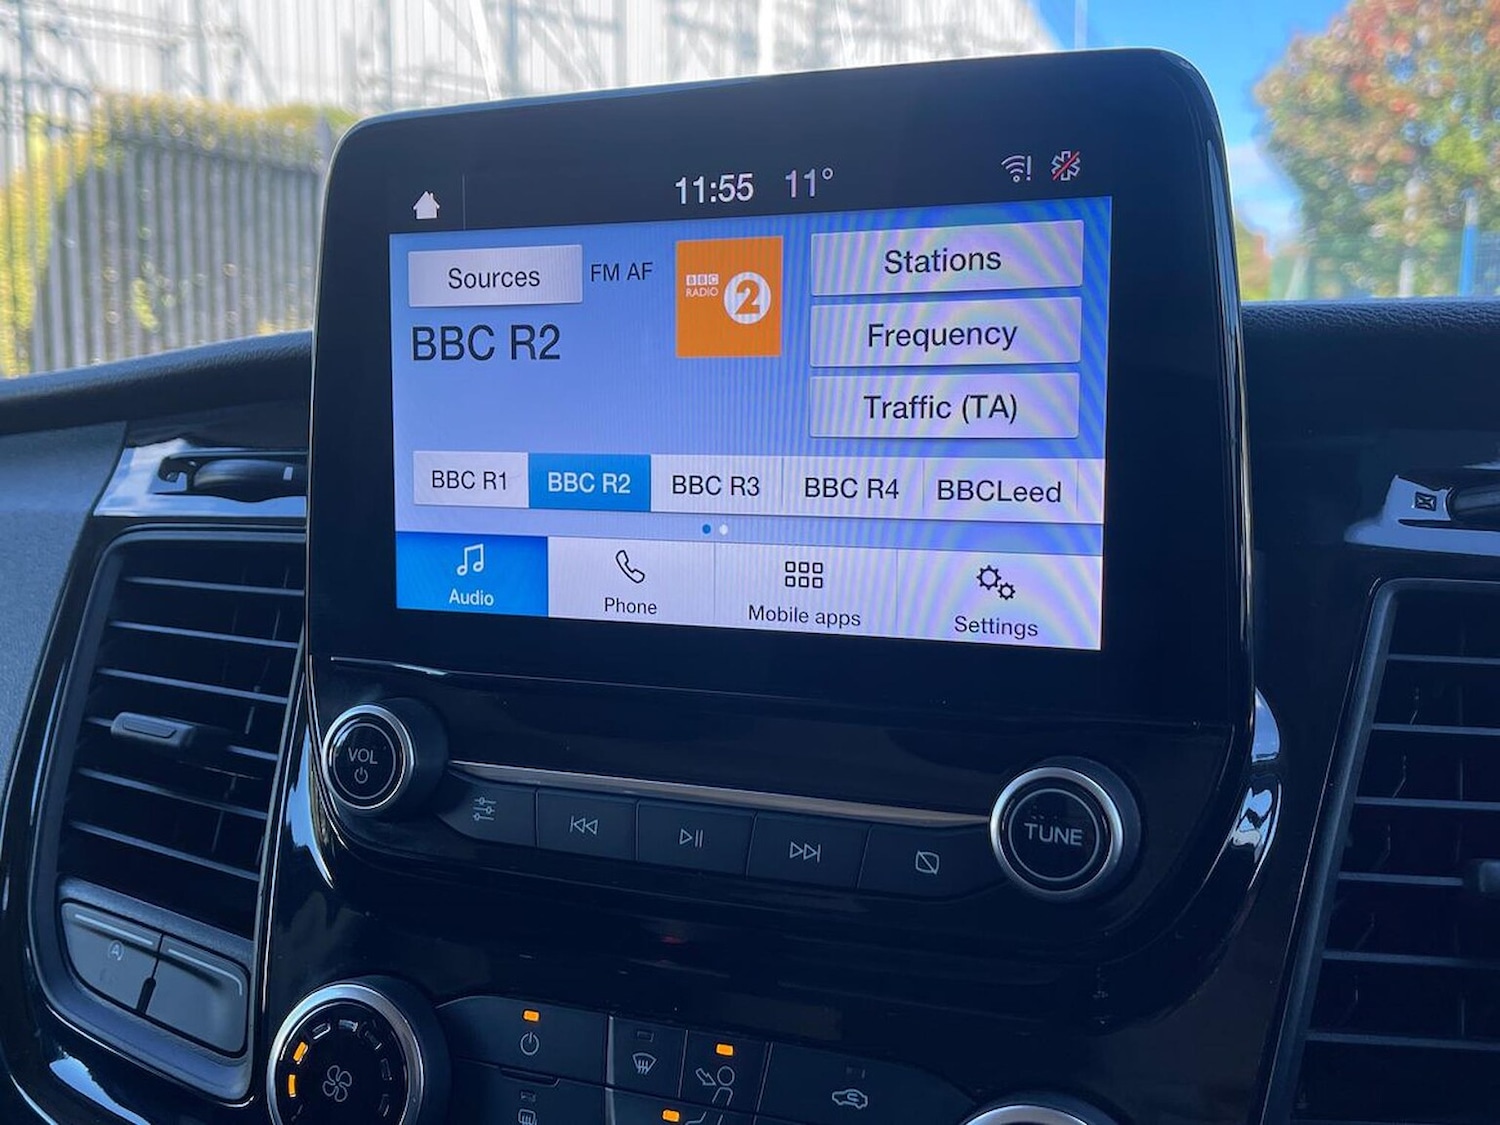 11:55 11°
Sources
FM AF
BBC
RADIO
2
Stations
BBC R2
Frequency
Traffic (TA)
BBC R1
BBC R2
BBC R3
BBC R4
BBCLeed
Audio
Phone
Mobile apps
Settings
VOL
TUNE